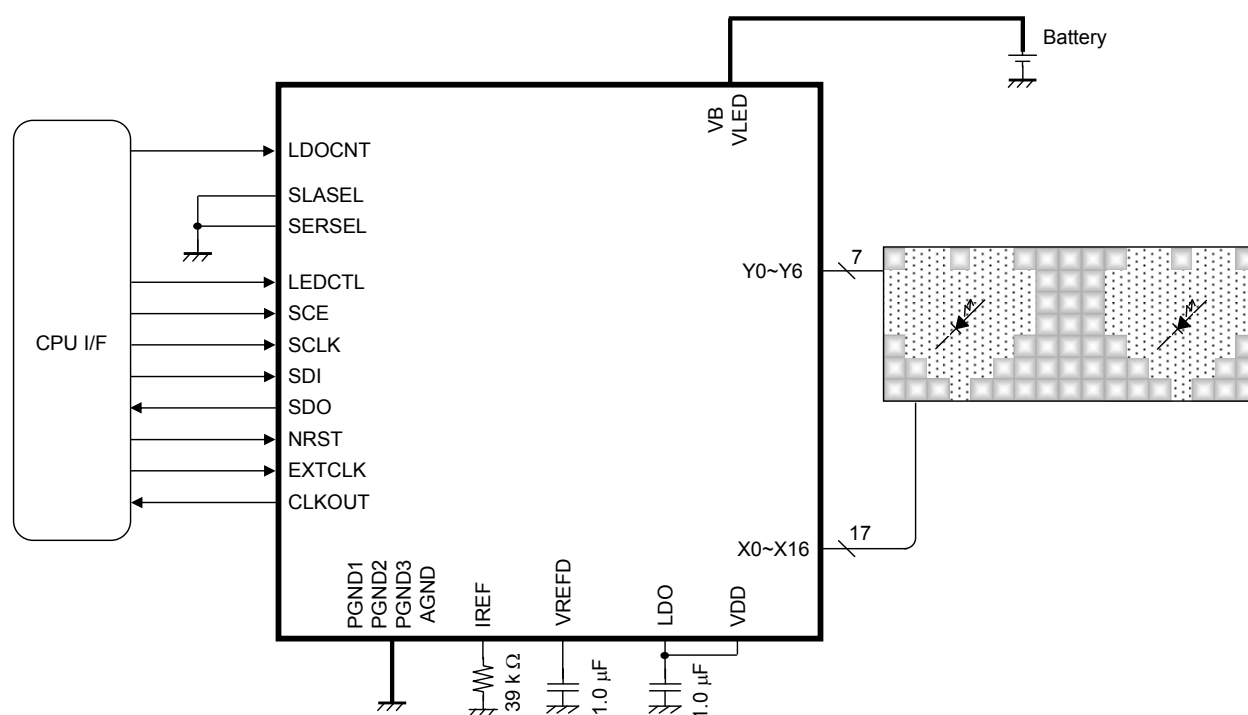 Battery
VB
VLED
LDOCNT
SLASEL
SERSEL
7
Y0~Y6
LEDCTL
SCE
CPU I/F
SCLK
SDI
SDO
NRST
EXTCLK
CLKOUT
17
X0~X16
PGND1
PGND2
PGND3
AGND
IREF
VREFD
LDO
VDD
39 k Ω
1.0 μF
1.0 μF